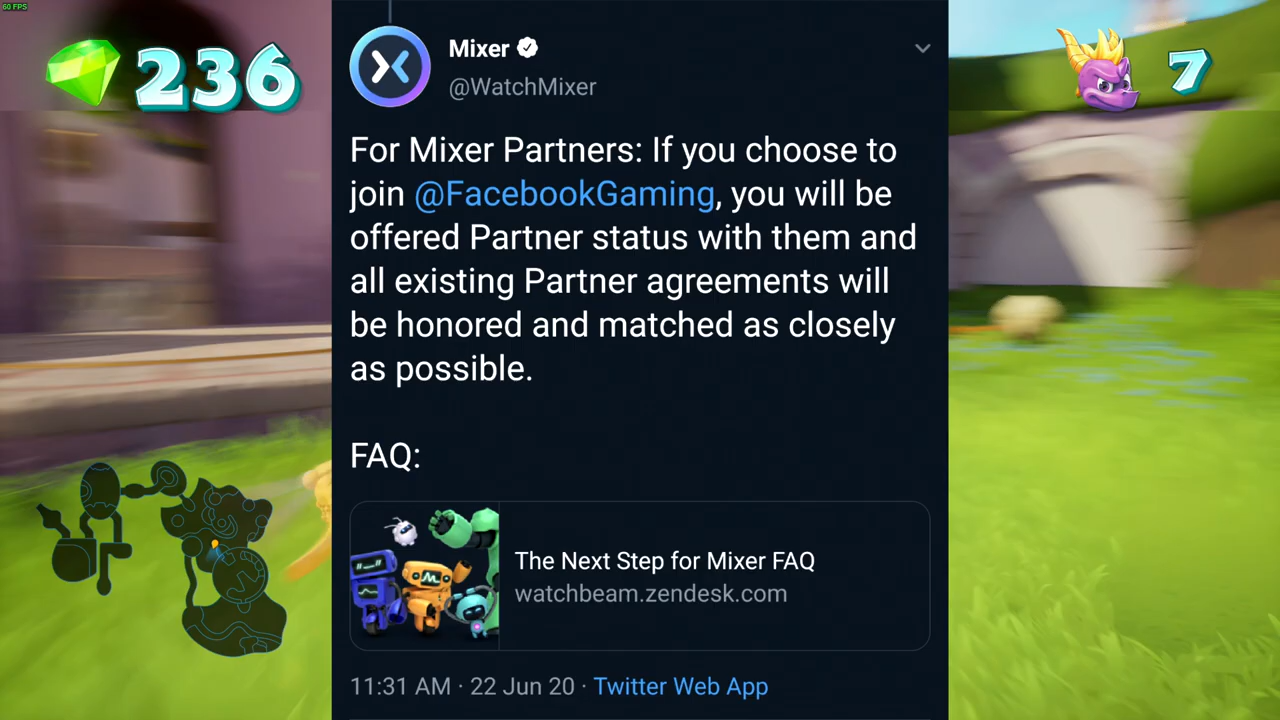 60 FPS
236
7
Mixer
@WatchMixer
For Mixer Partners: If you choose to
join @FacebookGaming, you will be
offered Partner status with them and
all existing Partner agreements will
be honored and matched as closely
as possible.
FAQ:
The Next Step for Mixer FAQ
watchbeam.zendesk.com
11:31 AM · 22 Jun 20 · Twitter Web App